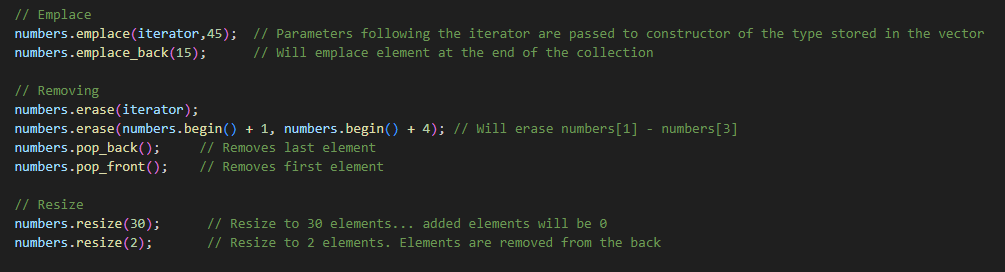 // Emplace
numbers.emplace(iterator,45);  // Parameters following the iterator are passed to constructor of the type stored in the vector
numbers.emplace_back(15);      // Will emplace element at the end of the collection

// Removing
numbers.erase(iterator);
numbers.erase(numbers.begin() + 1, numbers.begin() + 4); // Will erase numbers[1] - numbers[3]
numbers.pop_back();     // Removes last element
numbers.pop_front();    // Removes first element

// Resize
numbers.resize(30);      // Resize to 30 elements... added elements will be 0
numbers.resize(2);       // Resize to 2 elements. Elements are removed from the back